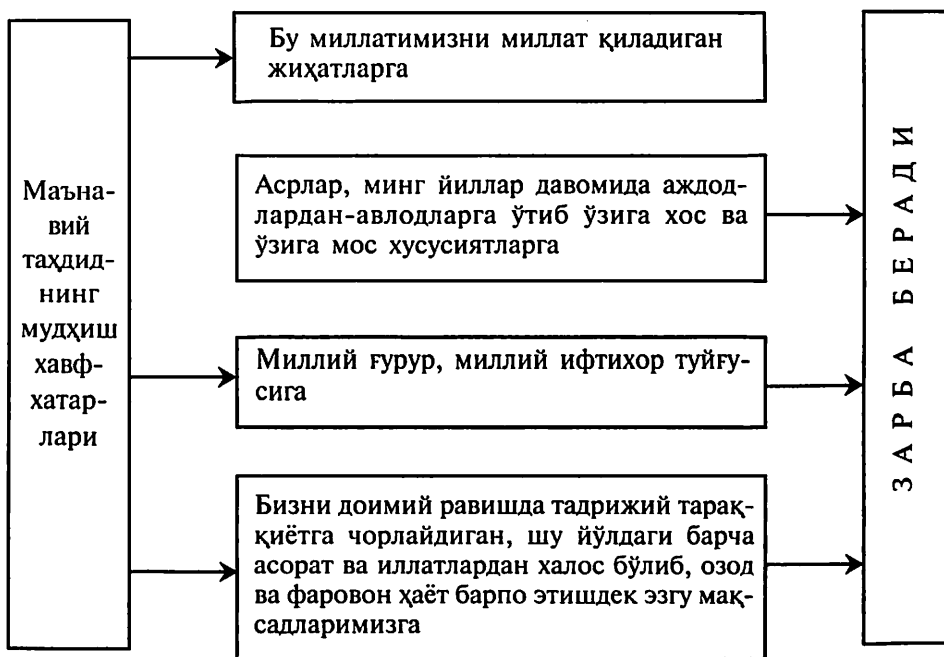 Маъна-
вий
таҳдид-
нинг
мудҳиш
хавф-
хатар-
лари
Бу миллатимизни миллат қиладиган
жиҳатларга
Асрлар, минг йиллар давомида аждод-
лардан-авлодларга ўтиб ўзига хос ва
ўзига мос хусусиятларга
Миллий ғурур, миллий ифтихор туйғу-
сига
Бизни доимий равишда тадрижий тарақ-
қиётга чорлайдиган, шу йўлдаги барча
асорат ва иллатлардан халос бўлиб, озод
ва фаровон ҳаёт барпо этишдек эзгу мақ-
садларимизга
ЗАРБА БЕРАДИ